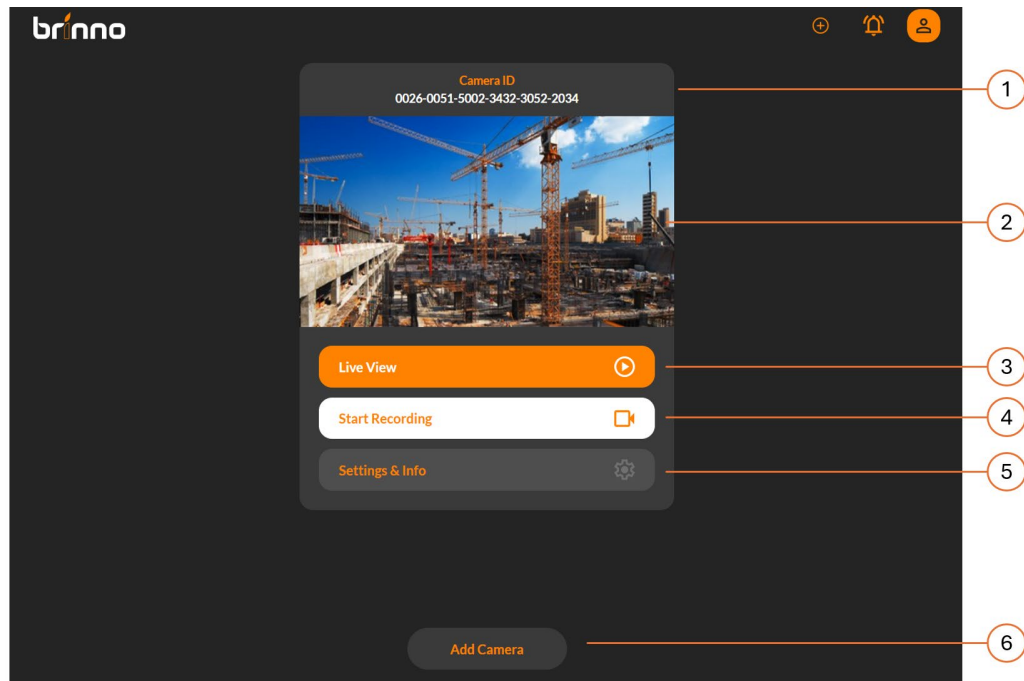 brinno
Camera ID
0026-0051-5002-3432-3052-2034
1
2
Live View
3
Start Recording
4
Settings & Info
5
Add Camera
6